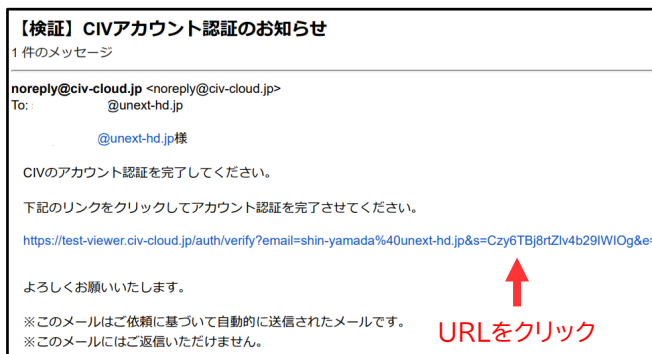 【検証】CIVアカウント認証のお知らせ
1 件のメッセージ
noreply@civ-cloud.jp <noreply@civ-cloud.jp>
To: @unext-hd.jp
@unext-hd.jp様
CIVのアカウント認証を完了してください。
下記のリンクをクリックしてアカウント認証を完了させてください。
https://test-viewer.civ-cloud.jp/auth/verify?email=shin-yamada%40unext-hd.jp&s=Czy6TBj8rtZlv4b29IWIOg&e=
よろしくお願いいたします。
※このメールはご依頼に基づいて自動的に送信されたメールです。
※このメールにはご返信いただけません。
URLをクリック